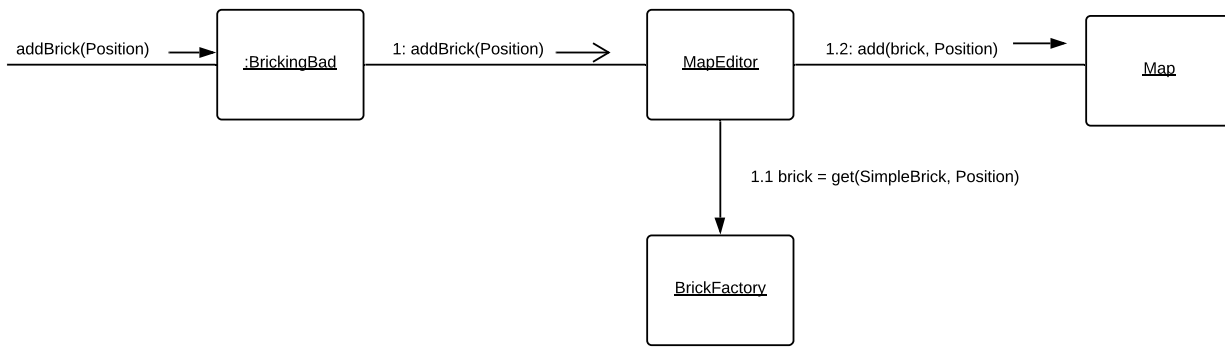 addBrick(Position)
:BrickingBad
1: addBrick(Position)
MapEditor
1.2: add(brick, Position)
Map
1.1 brick = get(SimpleBrick, Position)
BrickFactory